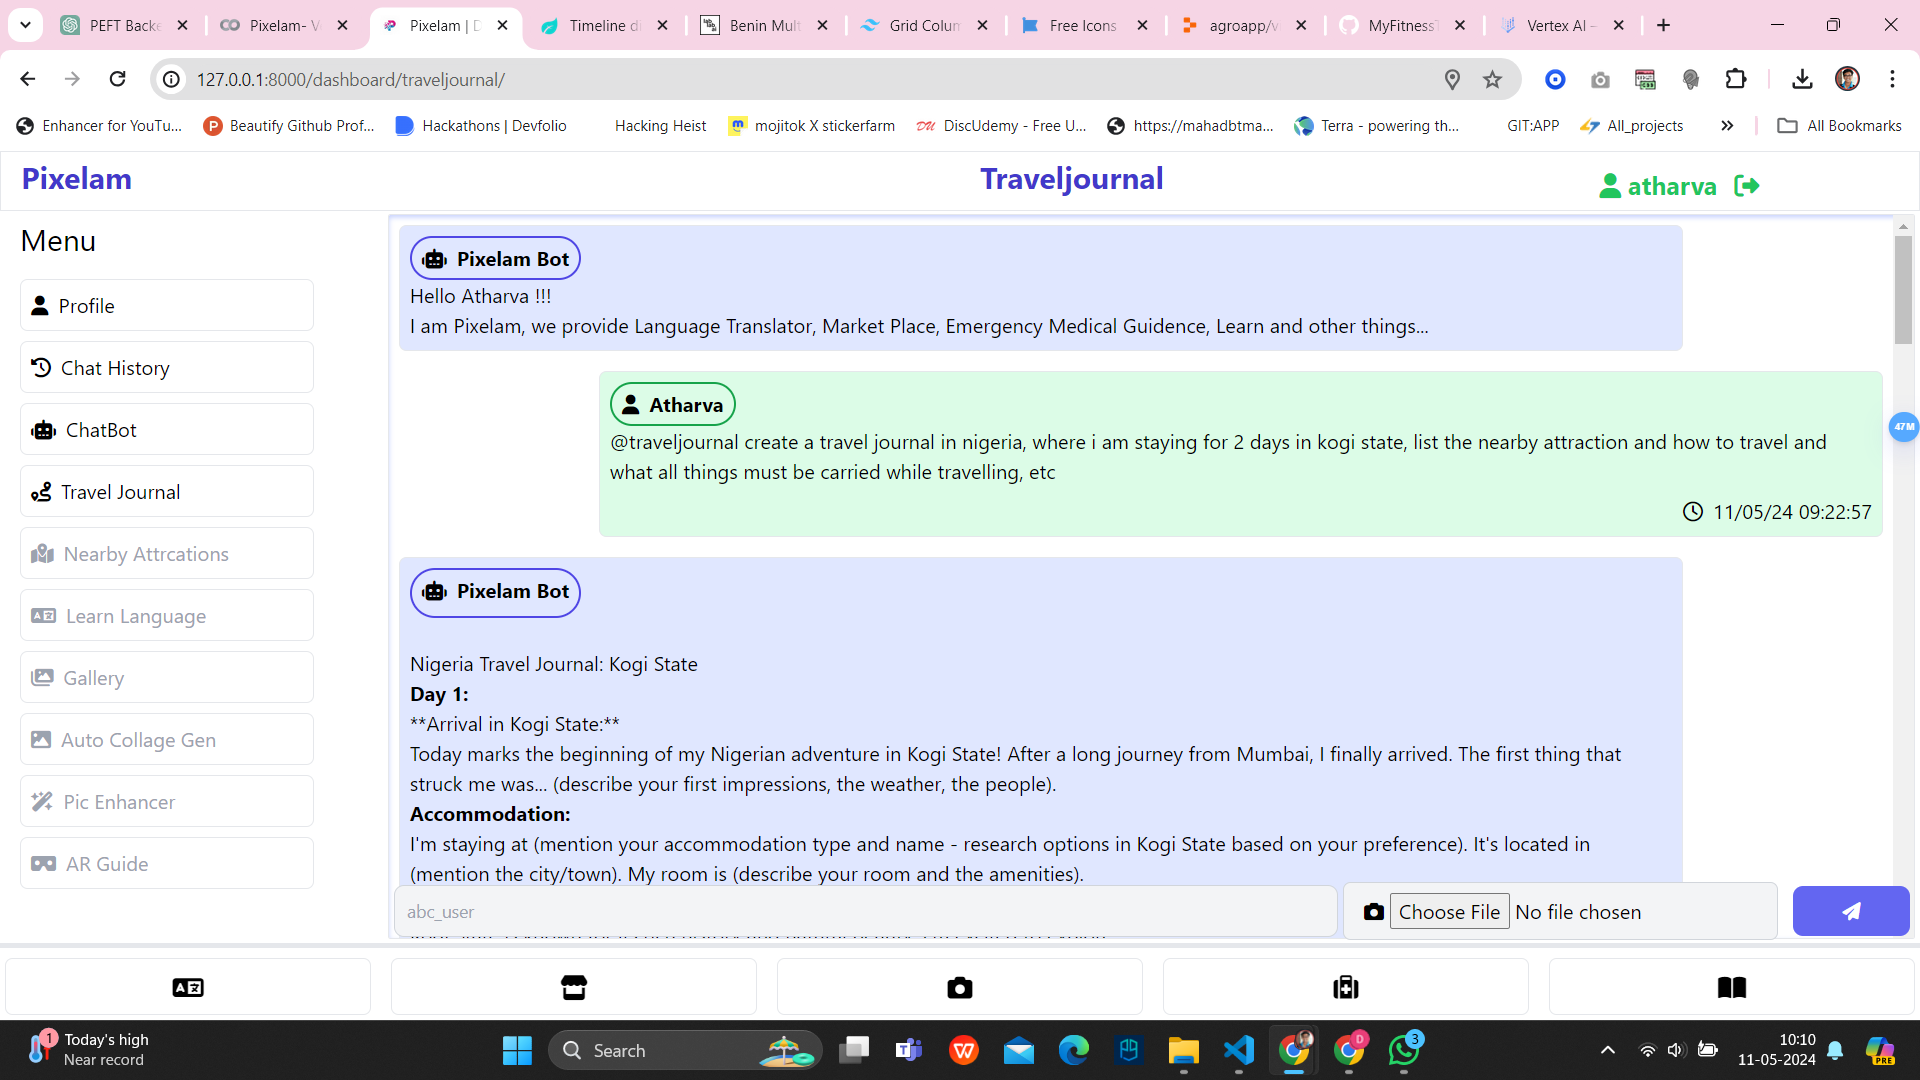 PEFT Backe
Pixelam- V
Pixelam | D
Timeline di
Benin Mult
Grid Colum
Free Icons
agroapp/v
MyFitnessT
Vertex AI –
127.0.0.1:8000/dashboard/traveljournal/
Enhancer for YouTu...
Beautify Github Prof...
Hackathons | Devfolio
Hacking Heist
mojitok X stickerfarm
DU
DiscUdemy - Free U...
https://mahadbtma...
Terra - powering th...
GIT:APP
All_projects
All Bookmarks
Pixelam
Traveljournal
atharva
Menu
Profile
Chat History
ChatBot
Travel Journal
Nearby Attrcations
Learn Language
Gallery
Auto Collage Gen
Pic Enhancer
AR Guide
Pixelam Bot
Hello Atharva !!!
I am Pixelam, we provide Language Translator, Market Place, Emergency Medical Guidence, Learn and other things...
Atharva
@traveljournal create a travel journal in nigeria, where i am staying for 2 days in kogi state, list the nearby attraction and how to travel and
what all things must be carried while travelling, etc
11/05/24 09:22:57
47M
Pixelam Bot
Nigeria Travel Journal: Kogi State
Day 1:
**Arrival in Kogi State:**
Today marks the beginning of my Nigerian adventure in Kogi State! After a long journey from Mumbai, I finally arrived. The first thing that
struck me was... (describe your first impressions, the weather, the people).
Accommodation:
I'm staying at (mention your accommodation type and name - research options in Kogi State based on your preference). It's located in
(mention the city/town). My room is (describe your room and the amenities).
abc_user
Choose File No file chosen
1
Today's high
Near record
Search
D
3
10:10
11-05-2024
PRE